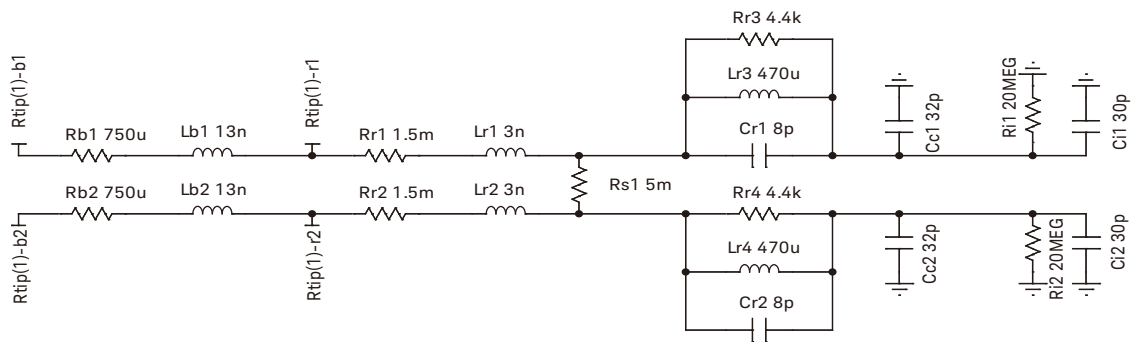 Rr3 4.4k
Lr3 470u
Cr1 8p
Rtip(1)-b1
Rtip(1)-r1
Rb1 750u
Lb1 13n
Rr1 1.5m
Lr1 3n
Cc1 32p
Ri1 20MEG
Ci1 30p
Rs1 5m
Rb2 750u
Lb2 13n
Rr2 1.5m
Lr2 3n
Rr4 4.4k
Lr4 470u
Cr2 8p
Rtip(1)-b2
Rtip(1)-r2
Cc2 32p
Ri2 20MEG
Ci2 30p